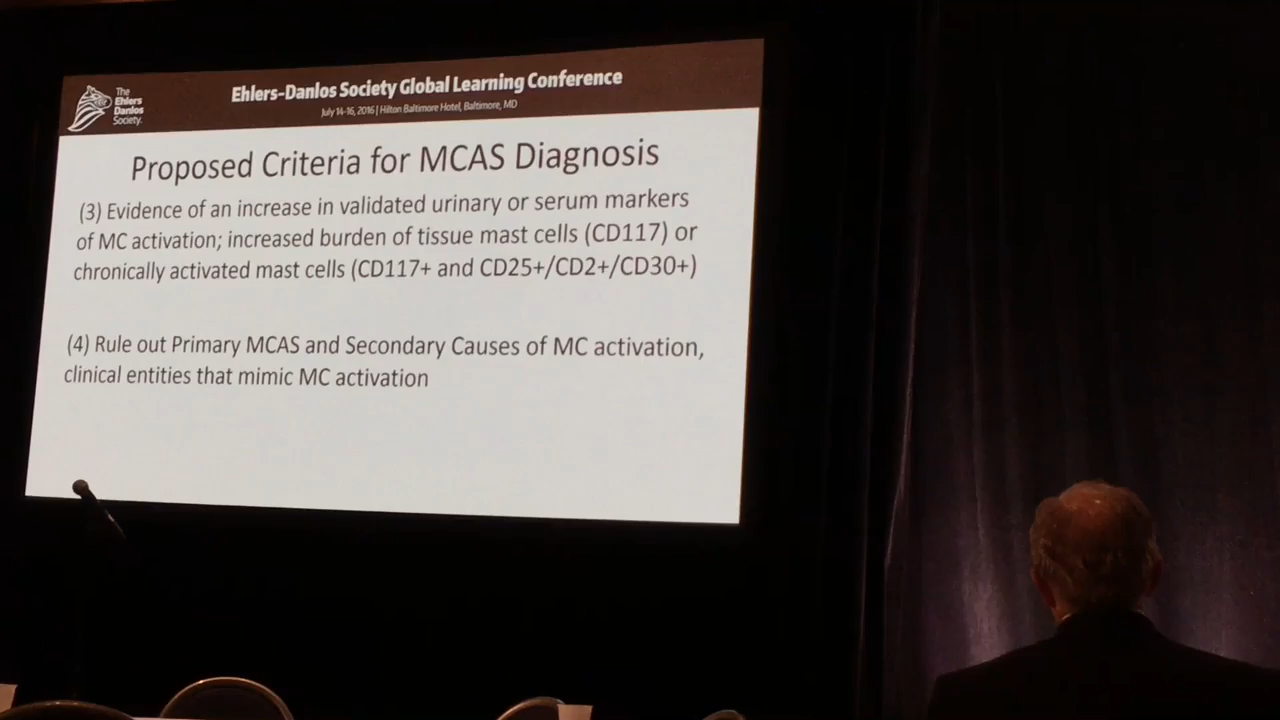 The
Ehlers
Danlos
Society.
Ehlers-Danlos Society Global Learning Conference
July 14-16, 2016 | Hilton Baltimore Hotel, Baltimore, MD
Proposed Criteria for MCAS Diagnosis
(3) Evidence of an increase in validated urinary or serum markers
of MC activation; increased burden of tissue mast cells (CD117) or
chronically activated mast cells (CD117+ and CD25+/CD2+/CD30+)
(4) Rule out Primary MCAS and Secondary Causes of MC activation,
clinical entities that mimic MC activation